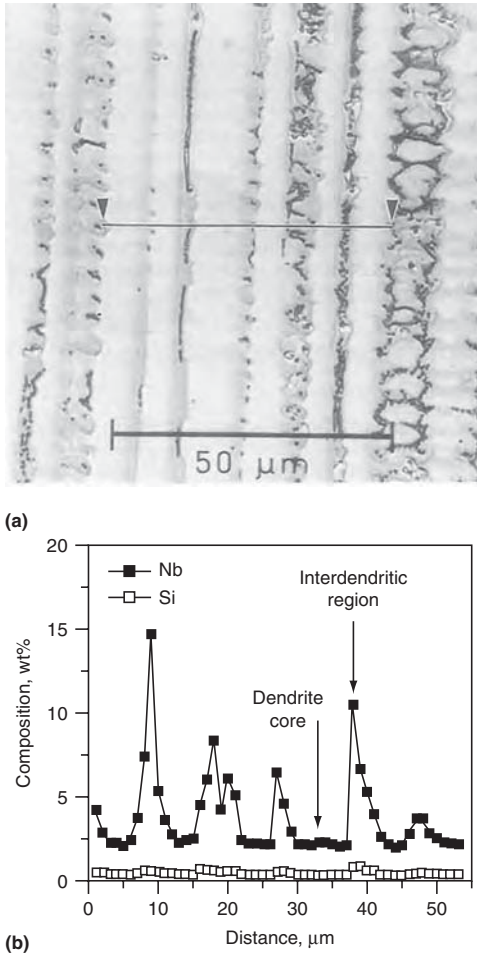 50 μm
(a)
20
Nb
Si
Interdendritic
region
15
Dendrite
core
10
5
0
0
10
20
30
40
50
Composition, wt%
Distance, μm
(b)